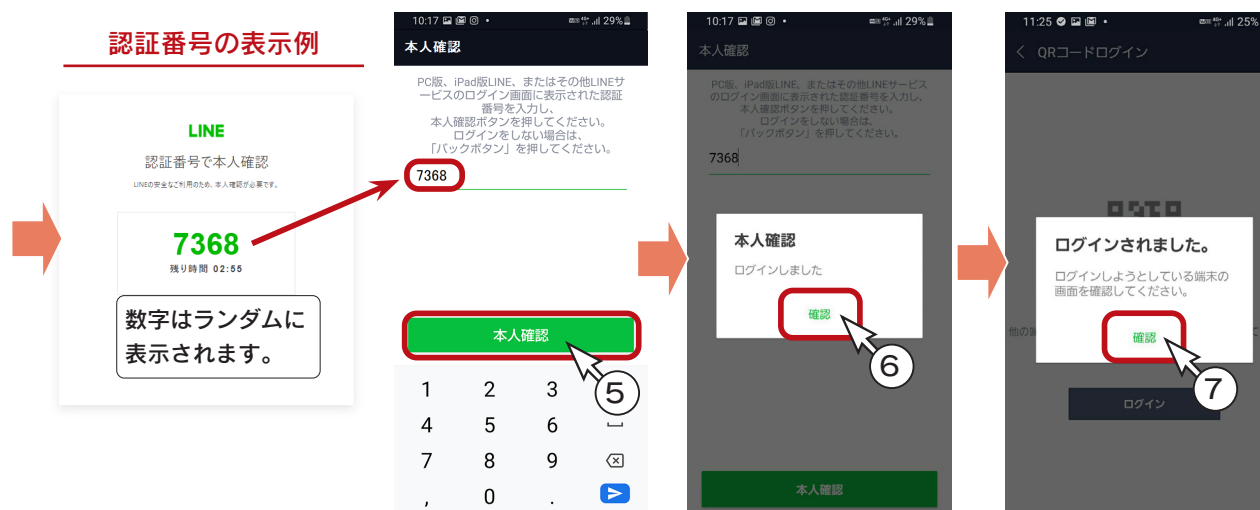 認証番号の表示例
LINE
認証番号で本人確認
LINEの安全なご利用のため、本人確認が必要です。
7368
残り時間 02:55
数字はランダムに
表示されます。
10:17
29%
本人確認
PC版、iPad版LINE、またはその他LINEサ
ービスのログイン画面に表示された認証
番号を入力し、
本人確認ボタンを押してください。
ログインをしない場合は、
「バックボタン」を押してください。
7368
本人確認
⑤
1 2 3
4 5 6
7 8 9
, 0 .
10:17
29%
本人確認
PC版、iPad版LINE、またはその他LINEサービス
のログイン画面に表示された認証番号を入力し、
本人確認ボタンを押してください。
ログインをしない場合は、
「バックボタン」を押してください。
7368
本人確認
ログインしました
確認
⑥
本人確認
11:25
25%
QRコードログイン
ログインされました。
ログインしようとしている端末の
画面を確認してください。
確認
⑦
ログイン